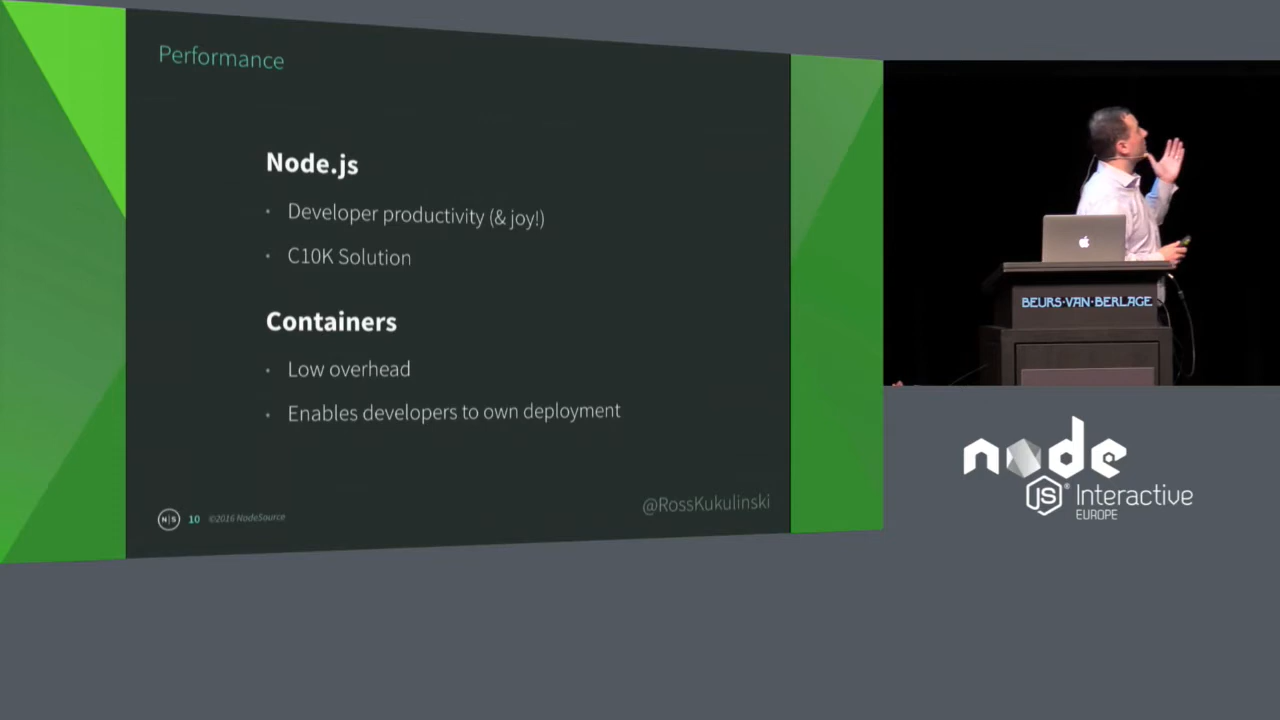 Performance
Node.js
• Developer productivity (& joy!)
• C10K Solution
Containers
• Low overhead
• Enables developers to own deployment
@RossKukulinski
N|S 10 ©2016 NodeSource
BEURS·VAN·BERLAGE
node
JS® Interactive
EUROPE